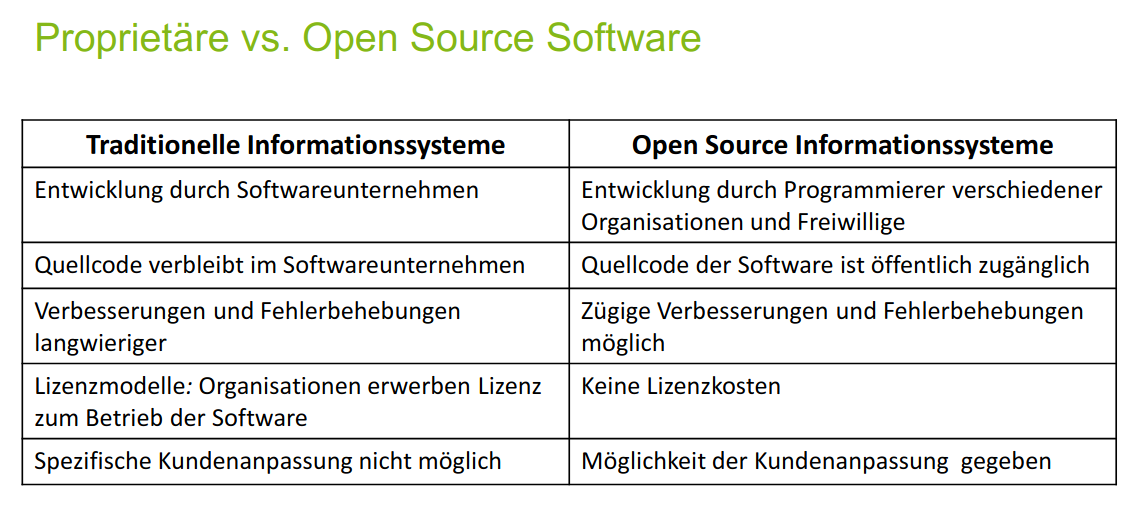 Proprietäre vs. Open Source Software
Traditionelle Informationssysteme
Open Source Informationssysteme
Entwicklung durch Softwareunternehmen
Entwicklung durch Programmierer verschiedener
Organisationen und Freiwillige
Quellcode verbleibt im Softwareunternehmen
Quellcode der Software ist öffentlich zugänglich
Verbesserungen und Fehlerbehebungen
langwieriger
Zügige Verbesserungen und Fehlerbehebungen
möglich
Lizenzmodelle: Organisationen erwerben Lizenz
zum Betrieb der Software
Keine Lizenzkosten
Spezifische Kundenanpassung nicht möglich
Möglichkeit der Kundenanpassung  gegeben